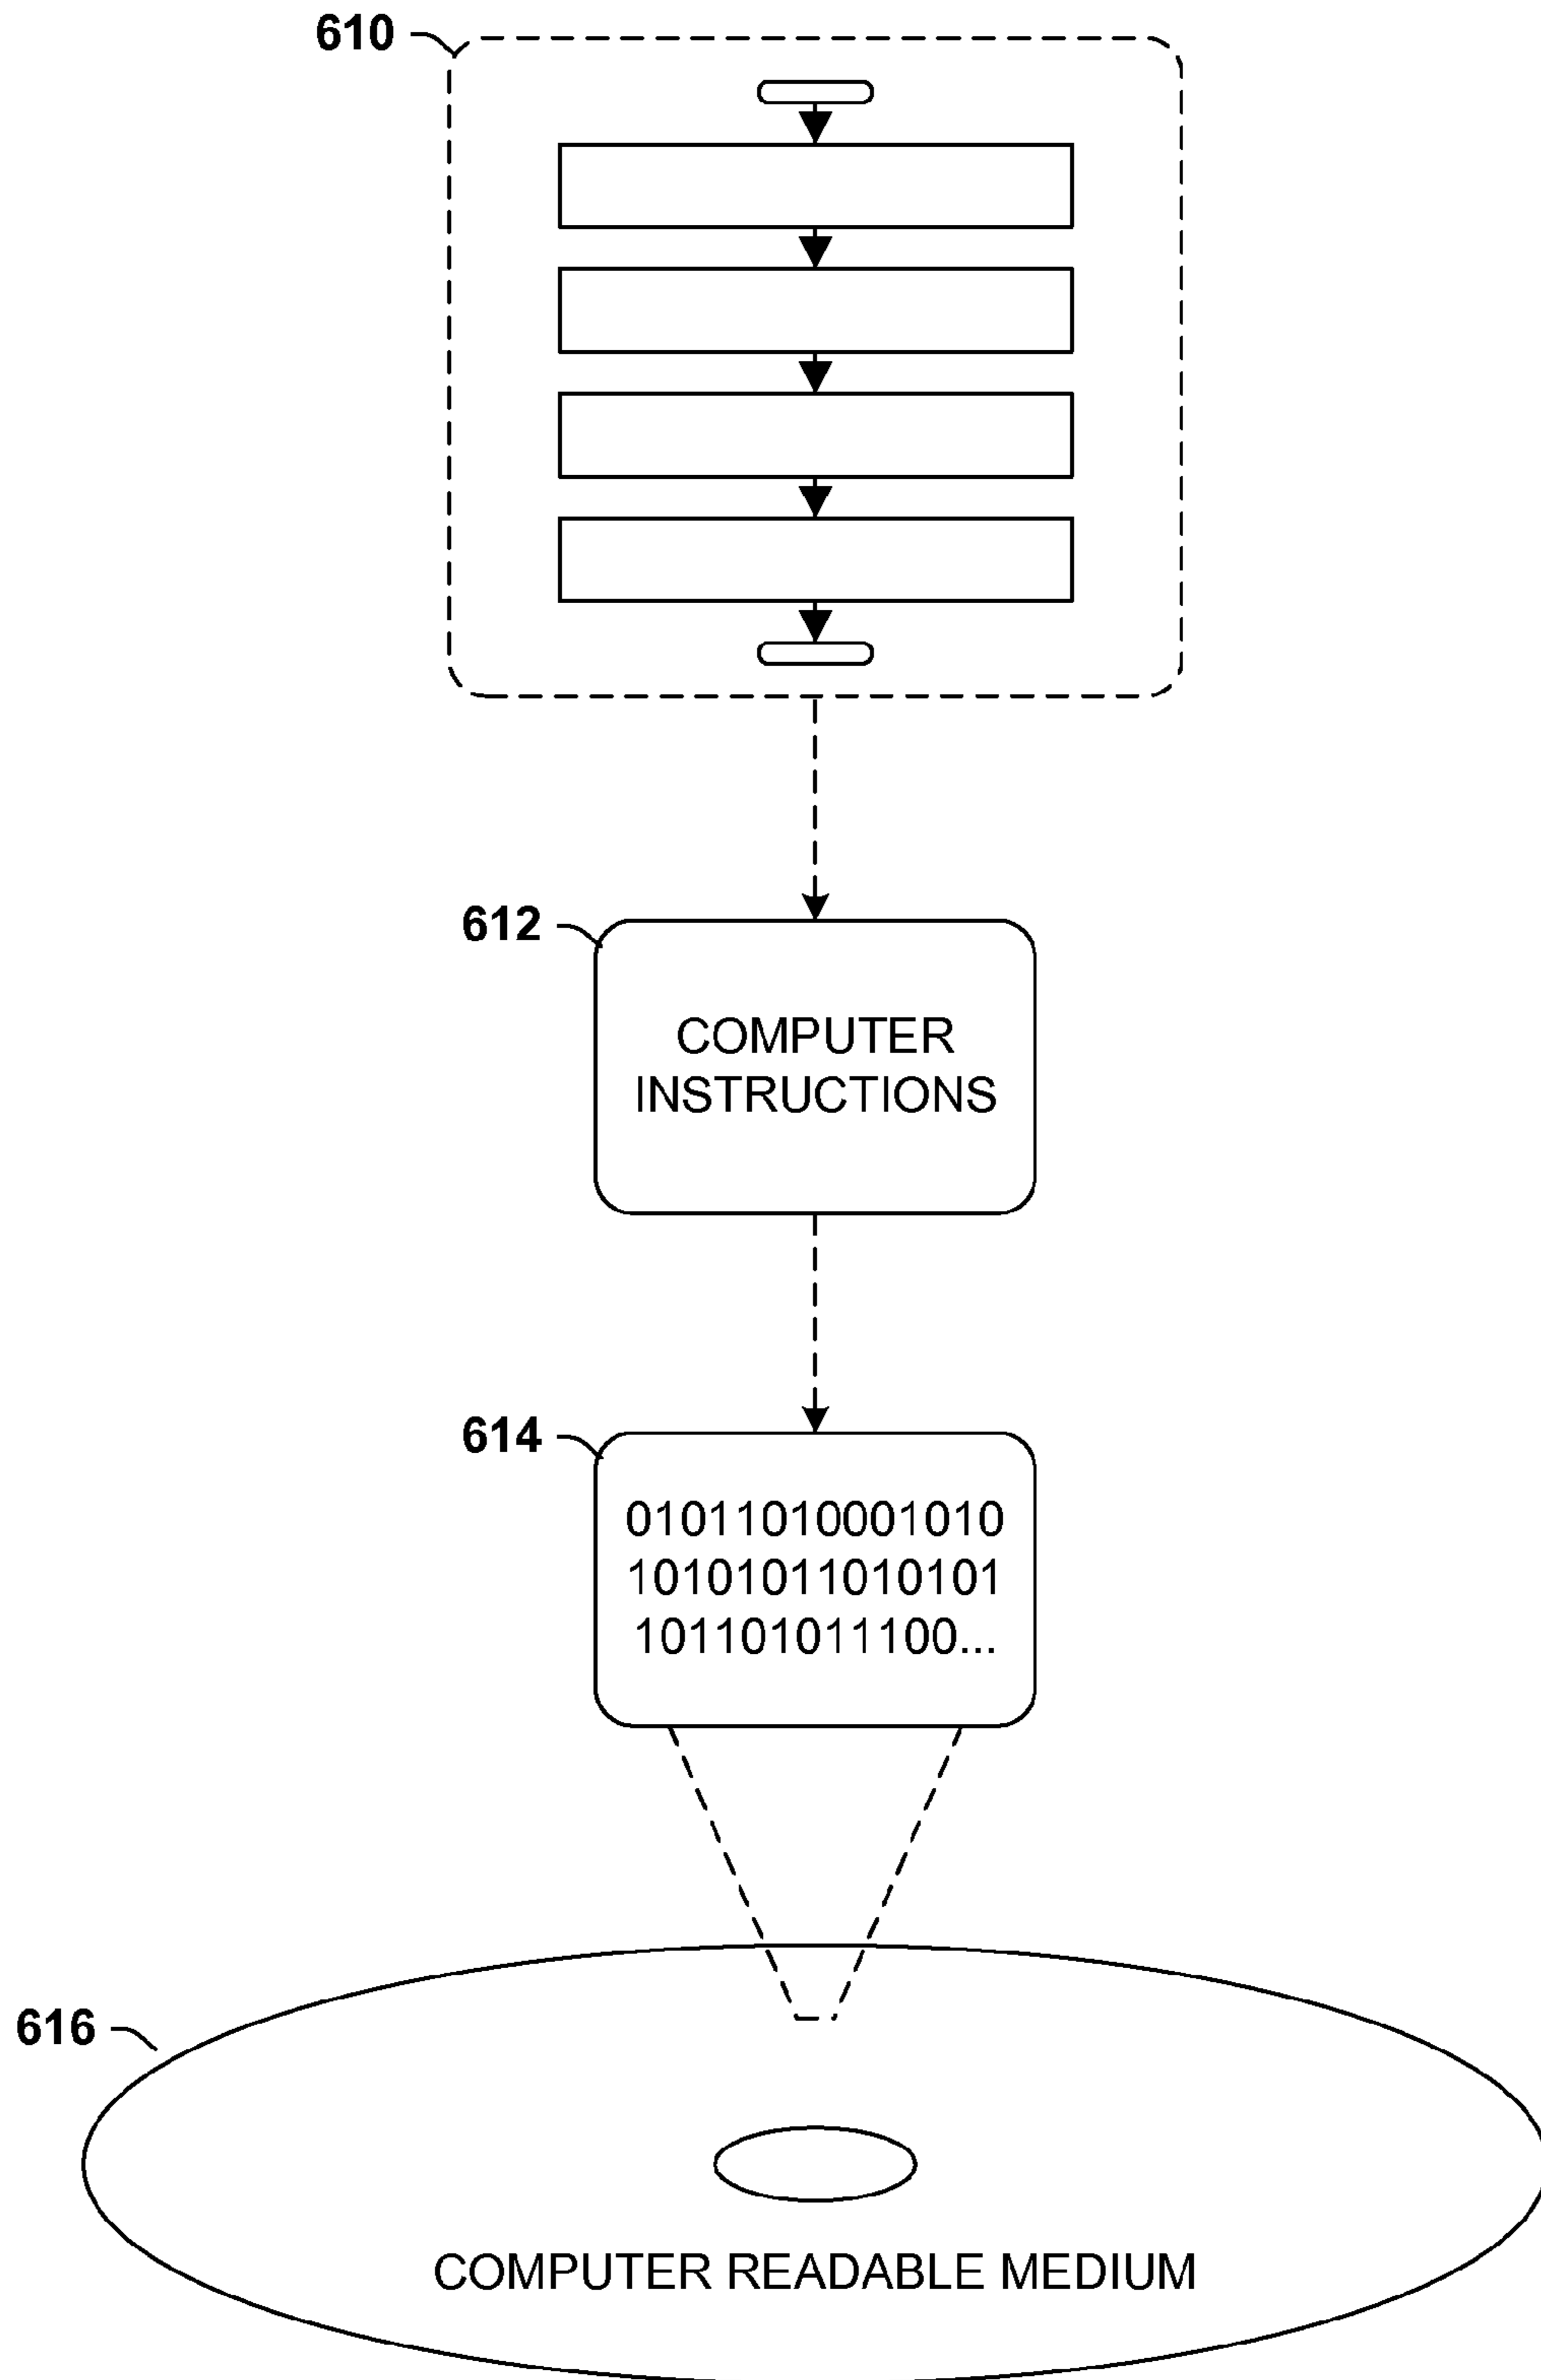 610
612
COMPUTER
INSTRUCTIONS
614
01011010001010
10101011010101
101101011100...
616
COMPUTER READABLE MEDIUM